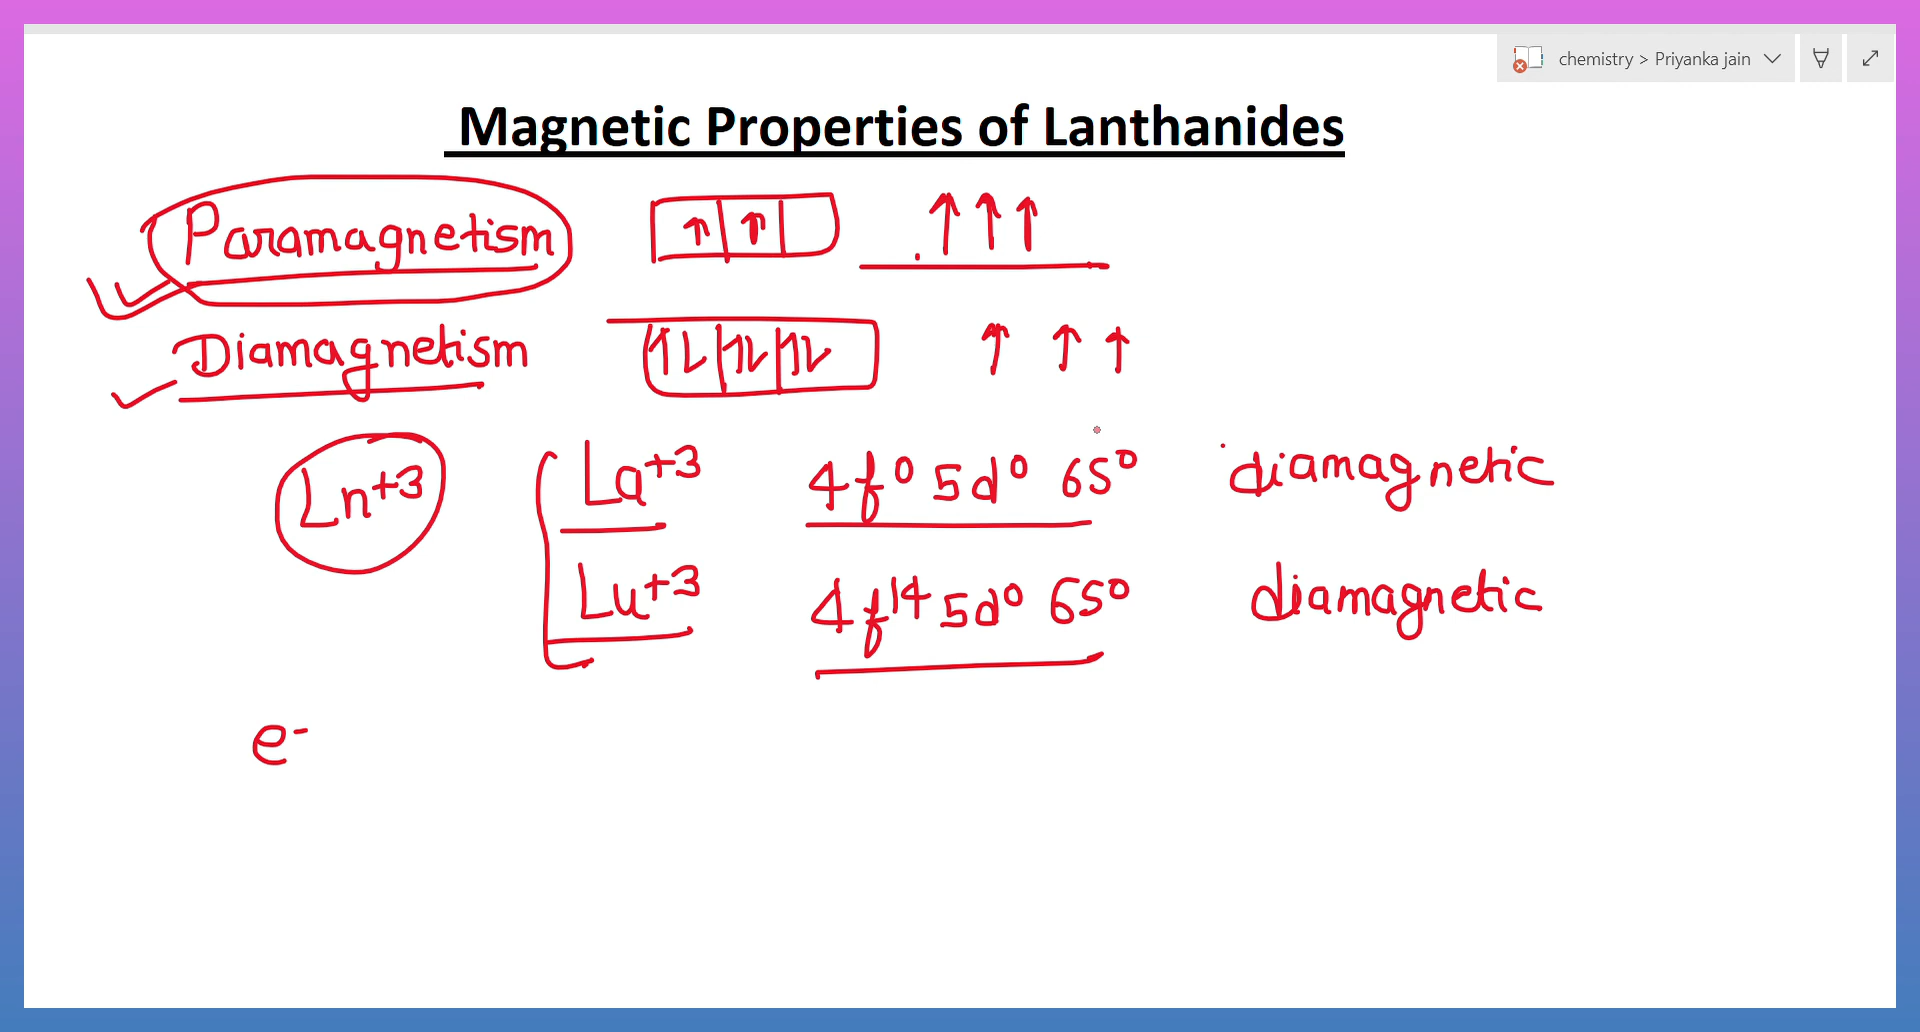 chemistry > Priyanka jain
Magnetic Properties of Lanthanides
Paramagnetism ↑ ↑ ↑↑↑
Diamagnetism ↑↓ ↑↓ ↑↓ ↑ ↑ ↑
Ln⁺³ La⁺³ 4f⁰ 5d⁰ 6s⁰ diamagnetic
Lu⁺³ 4f¹⁴ 5d⁰ 6s⁰ diamagnetic
e⁻